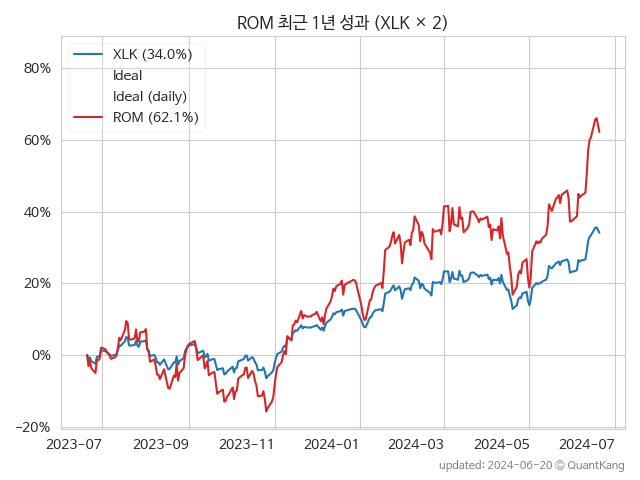 ROM 최근 1년 성과 (XLK × 2)
XLK (34.0%)
Ideal
Ideal (daily)
ROM (62.1%)
80%
60%
40%
20%
0%
−20%
2023-07 2023-09 2023-11 2024-01 2024-03 2024-05 2024-07
updated: 2024-06-20 © QuantKang